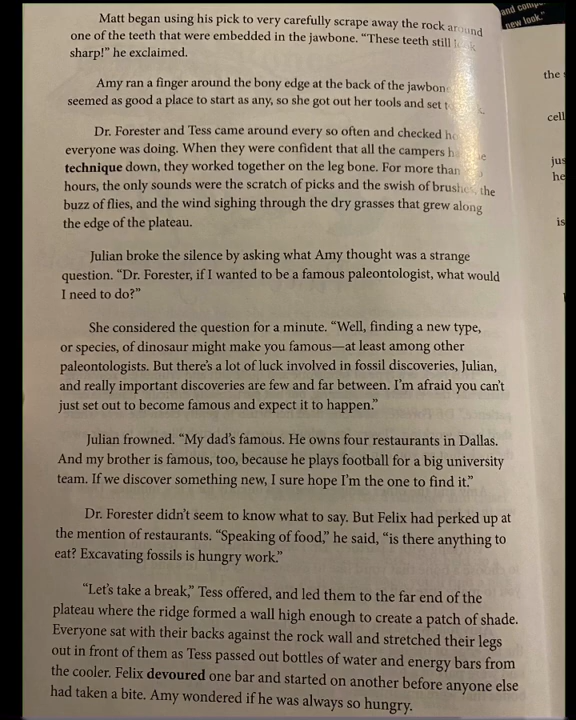 Matt began using his pick to very carefully scrape away the rock around
one of the teeth that were embedded in the jawbone. “These teeth still
sharp!” he exclaimed.
Amy ran a finger around the bony edge at the back of the
seemed as good a place to start as any, so she got out her tools and set
Dr. Forester and Tess came around every so often and checked
everyone was doing. When they were confident that all the campers
technique down, they worked together on the leg bone. For more than
hours, the only sounds were the scratch of picks and the swish of brushes, the
buzz of flies, and the wind sighing through the dry grasses that grew along
the edge of the plateau.
Julian broke the silence by asking what Amy thought was a strange
question. “Dr. Forester, if I wanted to be a famous paleontologist, what would
I need to do?”
She considered the question for a minute. “Well, finding a new type,
or species, of dinosaur might make you famous—at least among other
paleontologists. But there’s a lot of luck involved in fossil discoveries, Julian,
and really important discoveries are few and far between. I’m afraid you can’t
just set out to become famous and expect it to happen.”
Julian frowned. “My dad’s famous. He owns four restaurants in Dallas.
And my brother is famous, too, because he plays football for a big university
team. If we discover something new, I sure hope I’m the one to find it.”
Dr. Forester didn’t seem to know what to say. But Felix had perked up at
the mention of restaurants. “Speaking of food,” he said, “is there anything to
eat? Excavating fossils is hungry work.”
“Let’s take a break,” Tess offered, and led them to the far end of the
plateau where the ridge formed a wall high enough to create a patch of shade.
Everyone sat with their backs against the rock wall and stretched their legs
out in front of them as Tess passed out bottles of water and energy bars from
the cooler. Felix devoured one bar and started on another before anyone else
had taken a bite. Amy wondered if he was always so hungry.
and
new look.”
the
cell
he
is